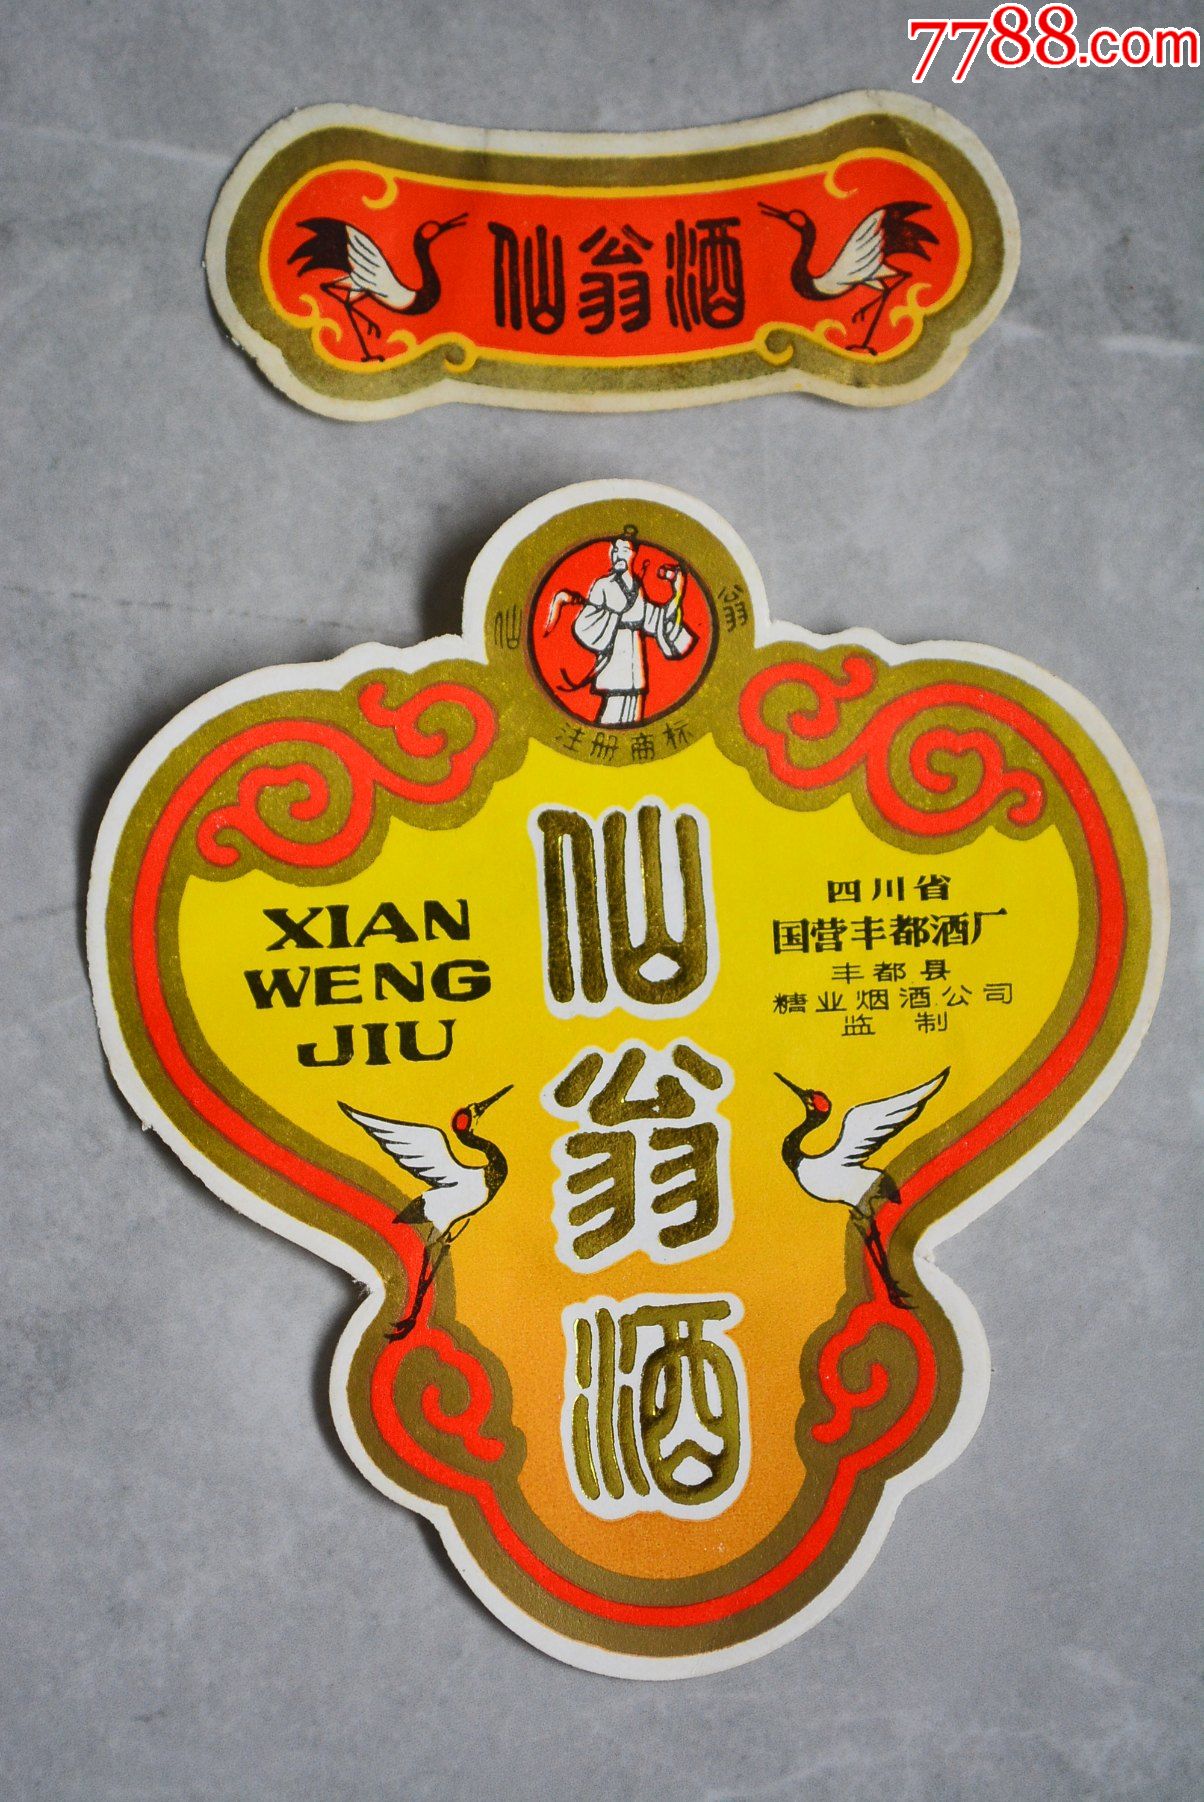 7788.com
仙翁酒
仙 翁
注册商标
XIAN
WENG
JIU
仙翁酒
四川省
国营丰都酒厂
丰都县
糖业烟酒公司
监制